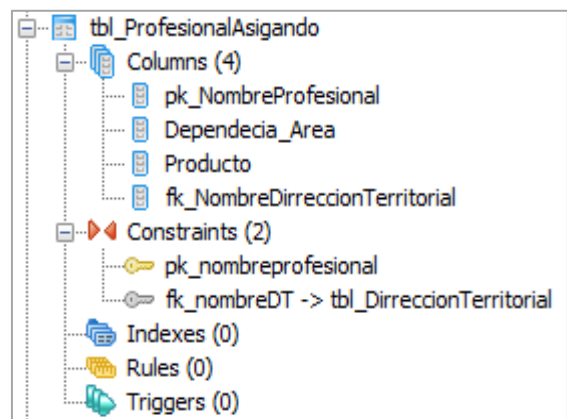 tbl_ProfesionalAsigando
Columns (4)
pk_NombreProfesional
Dependecia_Area
Producto
fk_NombreDirreccionTerritorial
Constraints (2)
pk_nombreprofesional
fk_nombreDT -> tbl_DirreccionTerritorial
Indexes (0)
Rules (0)
Triggers (0)